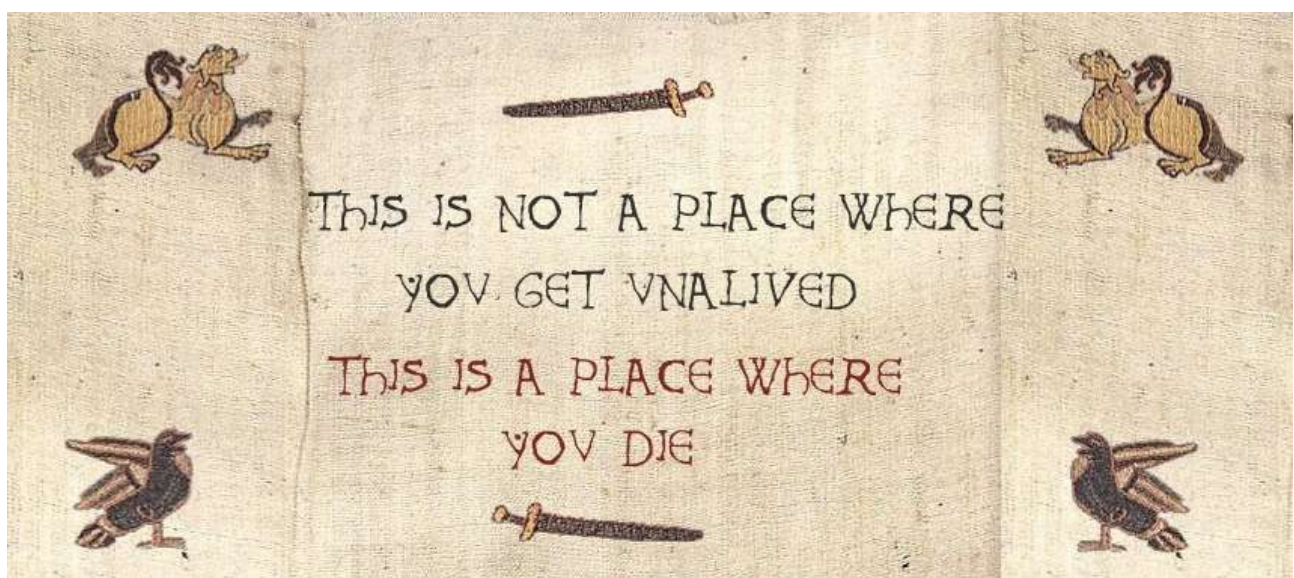 THIS IS NOT A PLACE WHERE
YOV GET VNALIVED
THIS IS A PLACE WHERE
YOV DIE